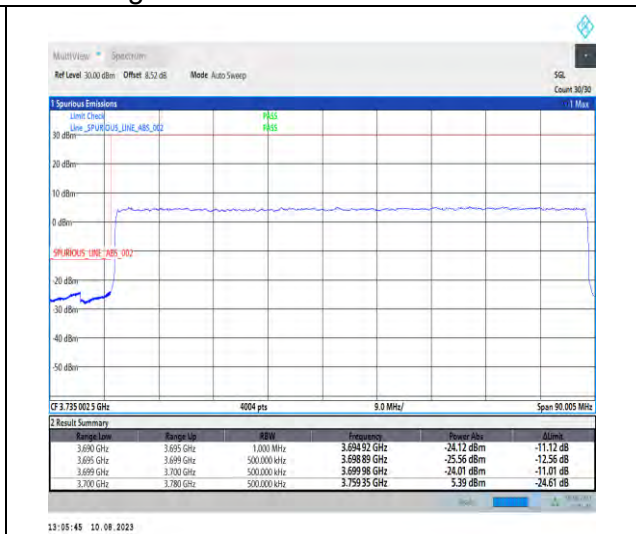 MultiView Spectrum
Ref Level 30.00 dBm Offset 8.52 dB Mode Auto Sweep SGL
Count 30/30
1 Spurious Emissions 1 Max
Limit Check PASS
Line _SPURIOUS_LINE_ABS_002 PASS
30 dBm
20 dBm
10 dBm
0 dBm
SPURIOUS_LINE_ABS_002
-20 dBm
-30 dBm
-40 dBm
-50 dBm
CF 3.735 002 5 GHz 4004 pts 9.0 MHz/ Span 90.005 MHz
2 Result Summary
Range Low Range Up RBW Frequency Power Abs ΔLimit
3.690 GHz 3.695 GHz 1.000 MHz 3.694 92 GHz -24.12 dBm -11.12 dB
3.695 GHz 3.699 GHz 500.000 kHz 3.698 89 GHz -25.56 dBm -12.56 dB
3.699 GHz 3.700 GHz 500.000 kHz 3.699 98 GHz -24.01 dBm -11.01 dB
3.700 GHz 3.780 GHz 500.000 kHz 3.759 35 GHz 5.39 dBm -24.61 dB
13:05:45 10.08.2023